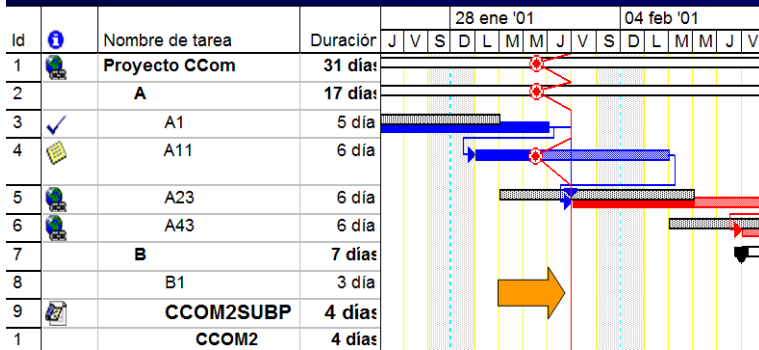 28 ene '01 04 feb '01
Id Nombre de tarea Duración J V S D L M M J V S D L M M J V
1 Proyecto CCom 31 días
2 A 17 días
3 A1 5 día
4 A11 6 día
5 A23 6 día
6 A43 6 día
7 B 7 días
8 B1 3 día
9 CCOM2SUBP 4 días
1 CCOM2 4 días